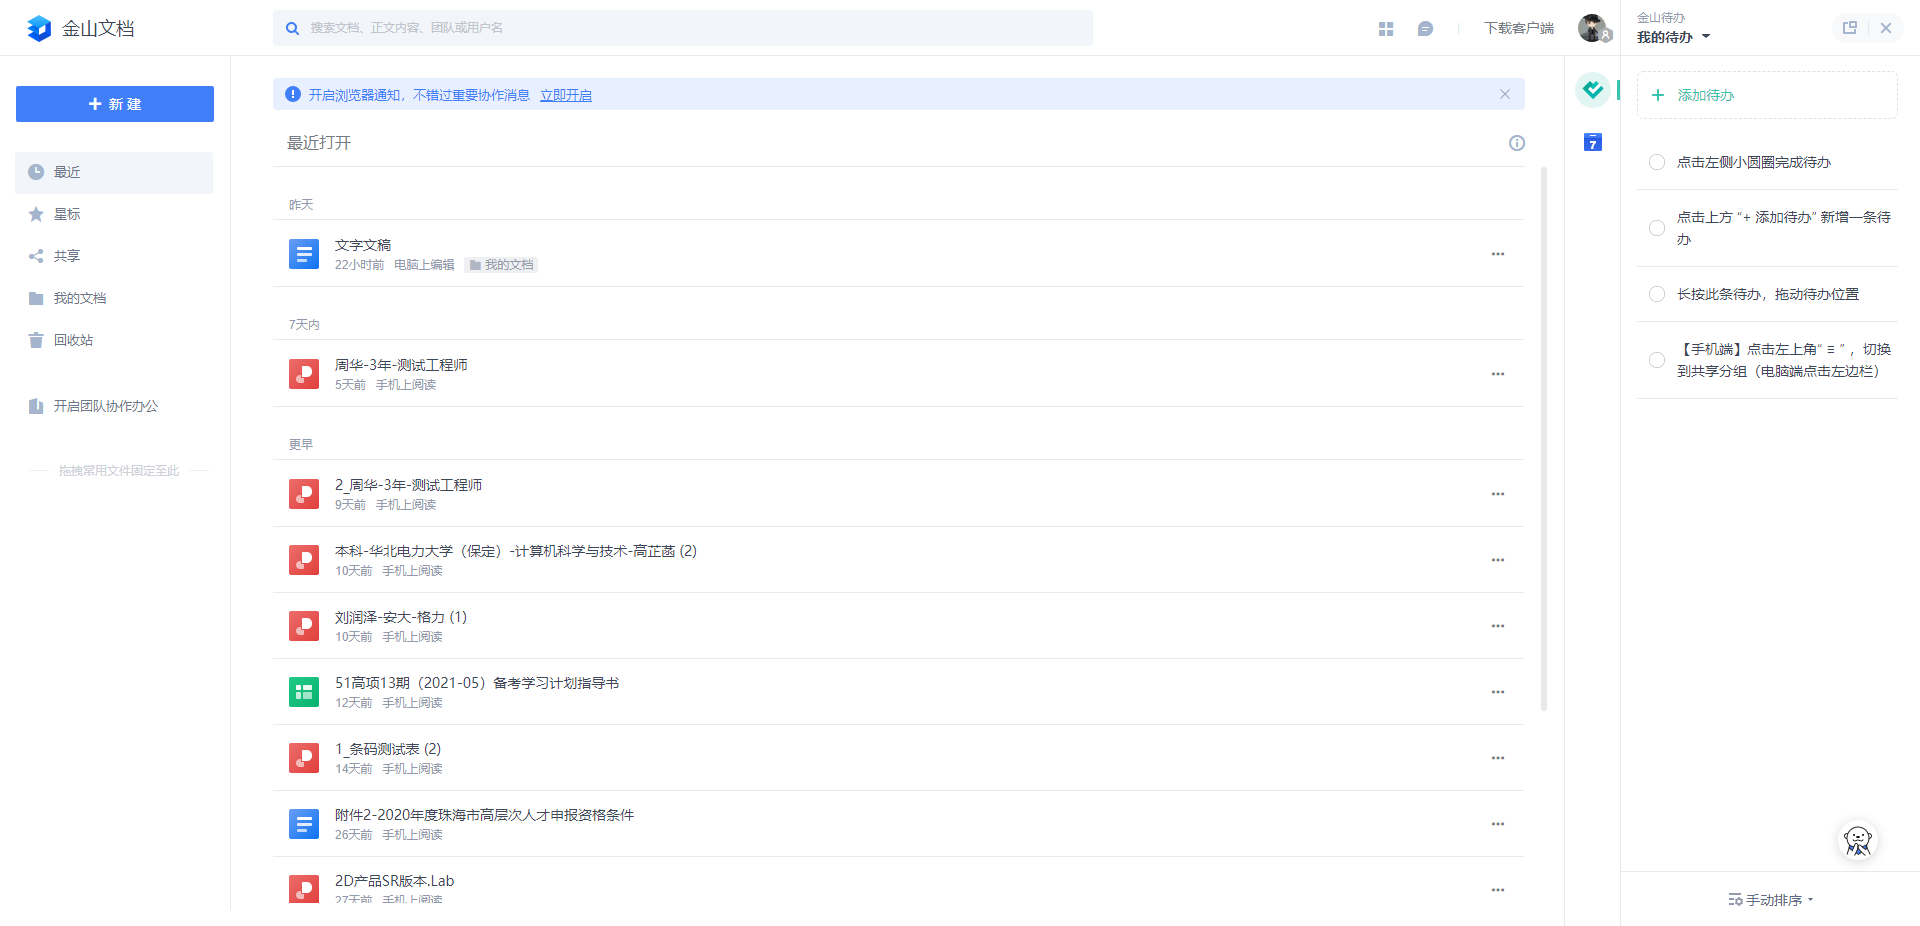 金山文档
搜索文档、正文内容、团队或用户名
下载客户端
金山待办
我的待办
新建
最近
星标
共享
我的文档
回收站
开启团队协作办公
拖拽常用文件固定至此
开启浏览器通知，不错过重要协作消息 立即开启
最近打开
昨天
文字文稿
22小时前 电脑上编辑 我的文档
7天内
周华-3年-测试工程师
5天前 手机上阅读
更早
2_周华-3年-测试工程师
9天前 手机上阅读
本科-华北电力大学（保定）-计算机科学与技术-高芷菡 (2)
10天前 手机上阅读
刘润泽-安大-格力 (1)
10天前 手机上阅读
51高项13期（2021-05）备考学习计划指导书
12天前 手机上阅读
1_条码测试表 (2)
14天前 手机上阅读
附件2-2020年度珠海市高层次人才申报资格条件
26天前 手机上阅读
2D产品SR版本.Lab
27天前 手机上阅读
7
+ 添加待办
点击左侧小圆圈完成待办
点击上方 “+ 添加待办” 新增一条待
办
长按此条待办，拖动待办位置
【手机端】点击左上角“ ≡ ” ，切换
到共享分组（电脑端点击左边栏）
手动排序